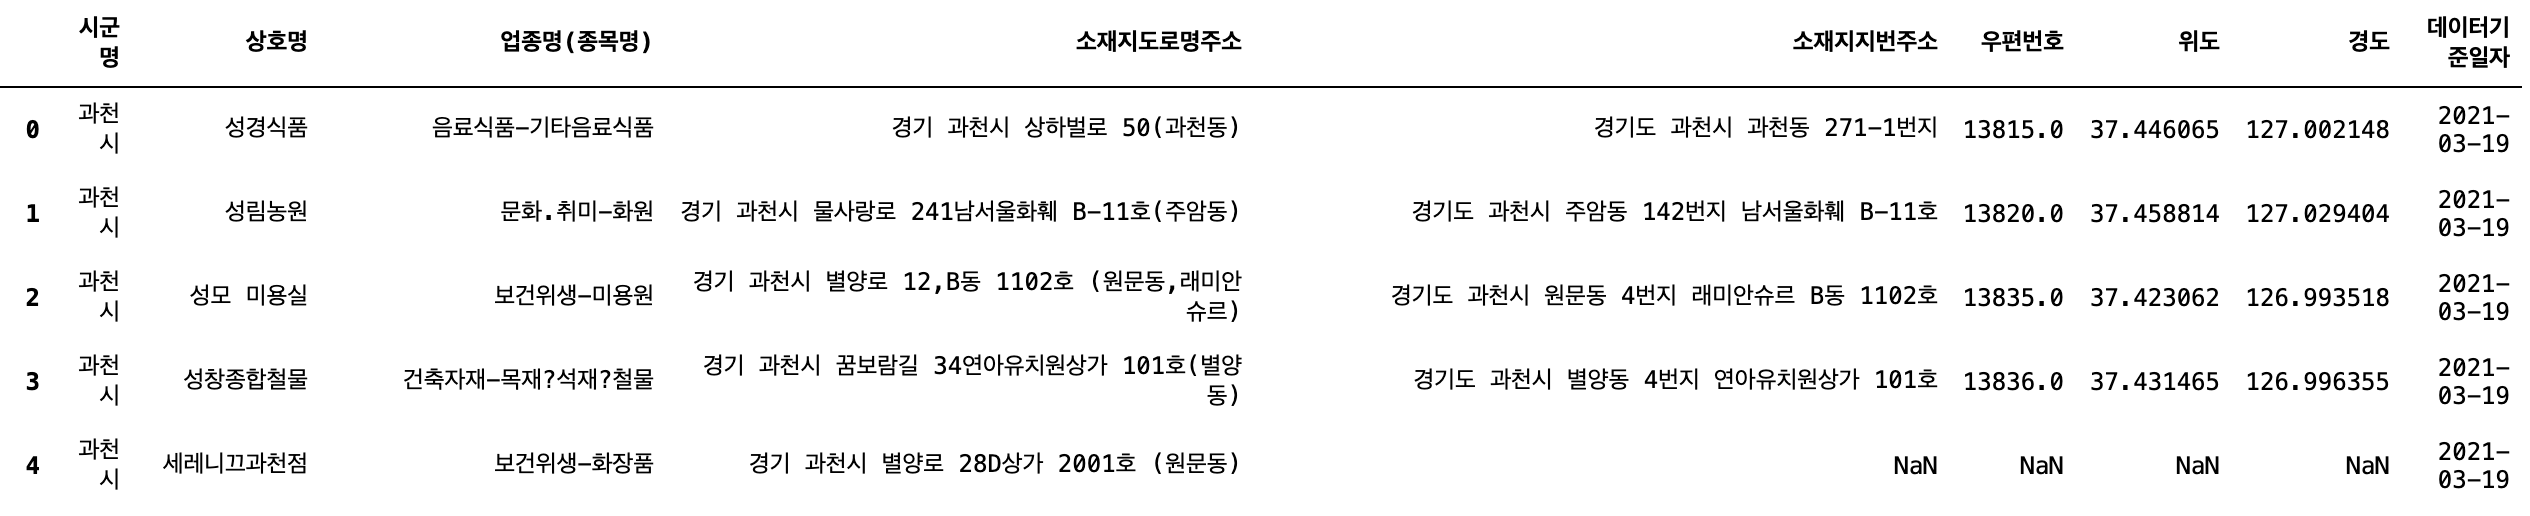 시군명 상호명 업종명(종목명) 소재지도로명주소 소재지지번주소 우편번호 위도 경도 데이터기준일자
0 과천시 성경식품 음료식품-기타음료식품 경기 과천시 상하벌로 50(과천동) 경기도 과천시 과천동 271-1번지 13815.0 37.446065 127.002148 2021-03-19
1 과천시 성림농원 문화.취미-화원 경기 과천시 물사랑로 241남서울화훼 B-11호(주암동) 경기도 과천시 주암동 142번지 남서울화훼 B-11호 13820.0 37.458814 127.029404 2021-03-19
2 과천시 성모 미용실 보건위생-미용원 경기 과천시 별양로 12,B동 1102호 (원문동,래미안슈르) 경기도 과천시 원문동 4번지 래미안슈르 B동 1102호 13835.0 37.423062 126.993518 2021-03-19
3 과천시 성창종합철물 건축자재-목재?석재?철물 경기 과천시 꿈보람길 34연아유치원상가 101호(별양동) 경기도 과천시 별양동 4번지 연아유치원상가 101호 13836.0 37.431465 126.996355 2021-03-19
4 과천시 세레니끄과천점 보건위생-화장품 경기 과천시 별양로 28D상가 2001호 (원문동) NaN NaN NaN NaN 2021-03-19